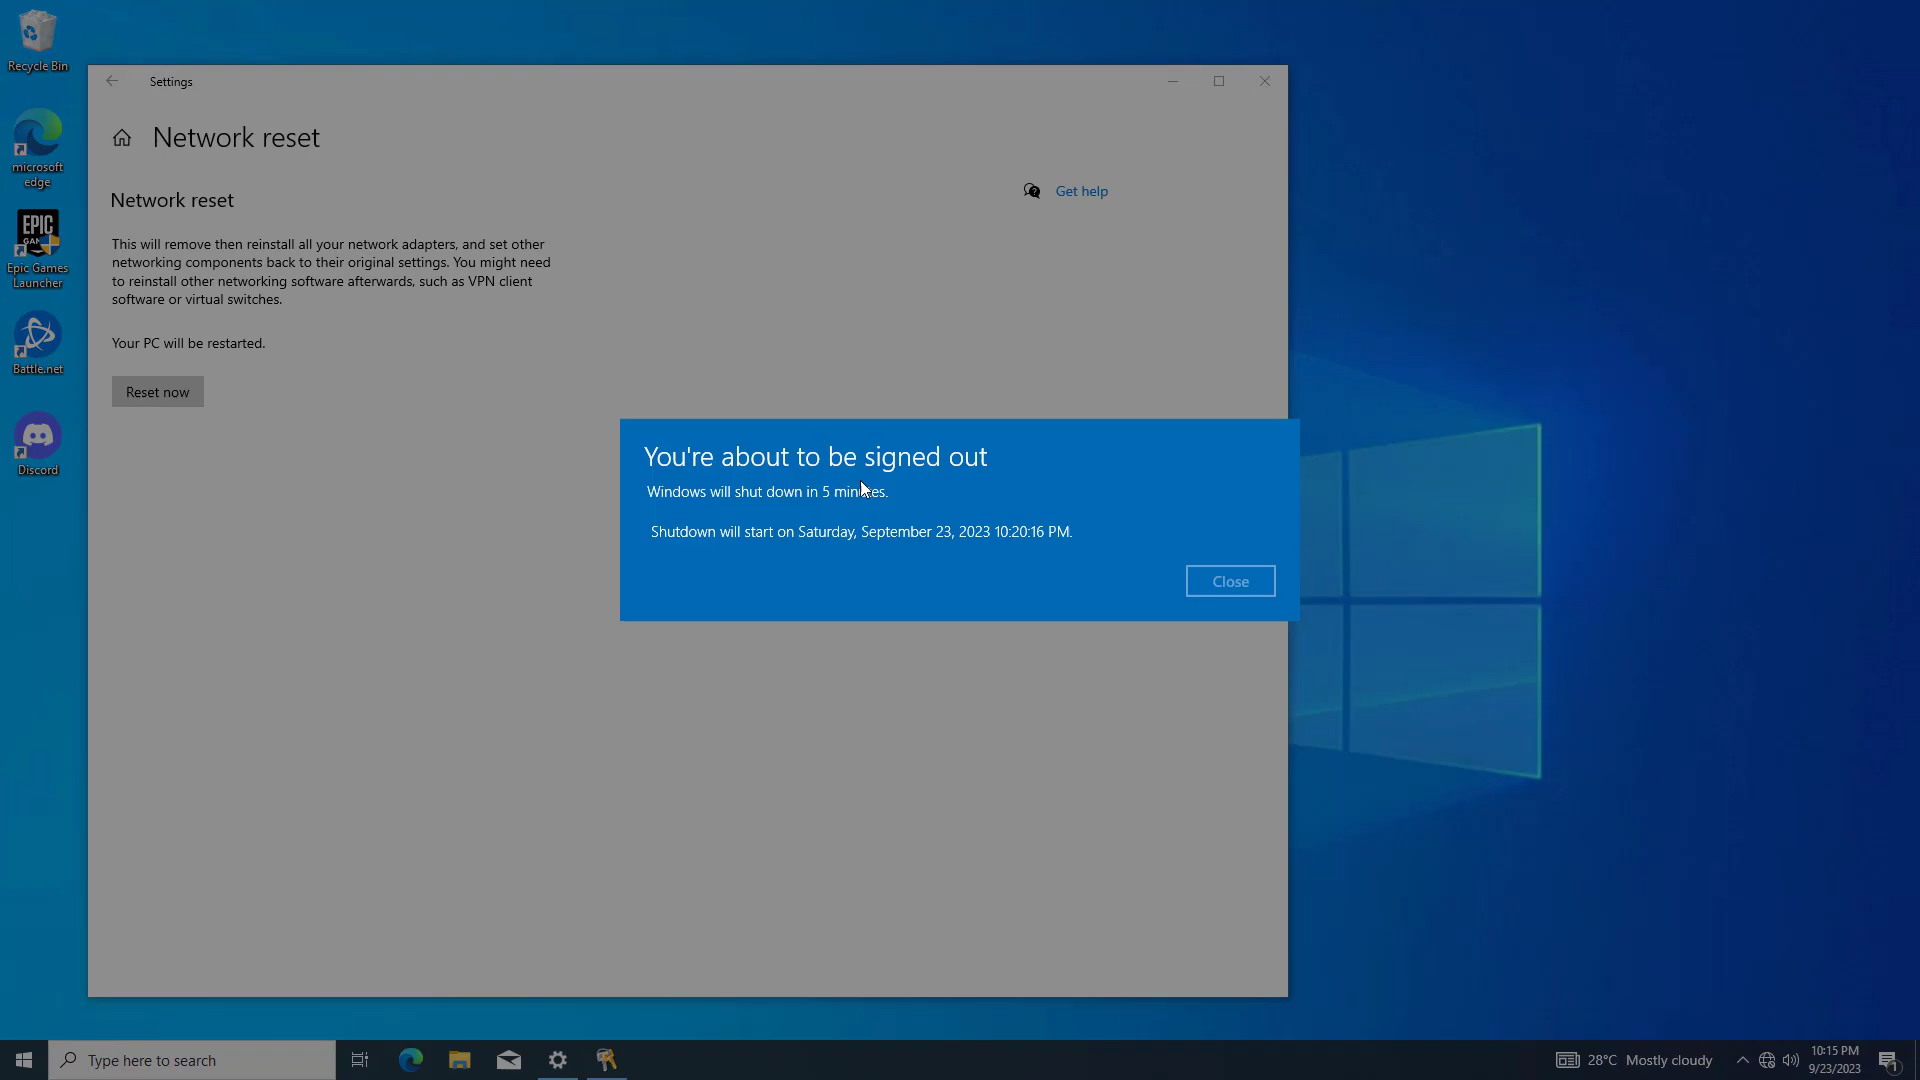 Recycle Bin
microsoft
edge
EPIC
Epic Games
Launcher
Battle.net
Discord
Settings
Network reset
Network reset
Get help
This will remove then reinstall all your network adapters, and set other
networking components back to their original settings. You might need
to reinstall other networking software afterwards, such as VPN client
software or virtual switches.
Your PC will be restarted.
Reset now
You're about to be signed out
Windows will shut down in 5 minutes.
Shutdown will start on Saturday, September 23, 2023 10:20:16 PM.
Close
Type here to search
28°C Mostly cloudy
10:15 PM
9/23/2023
1